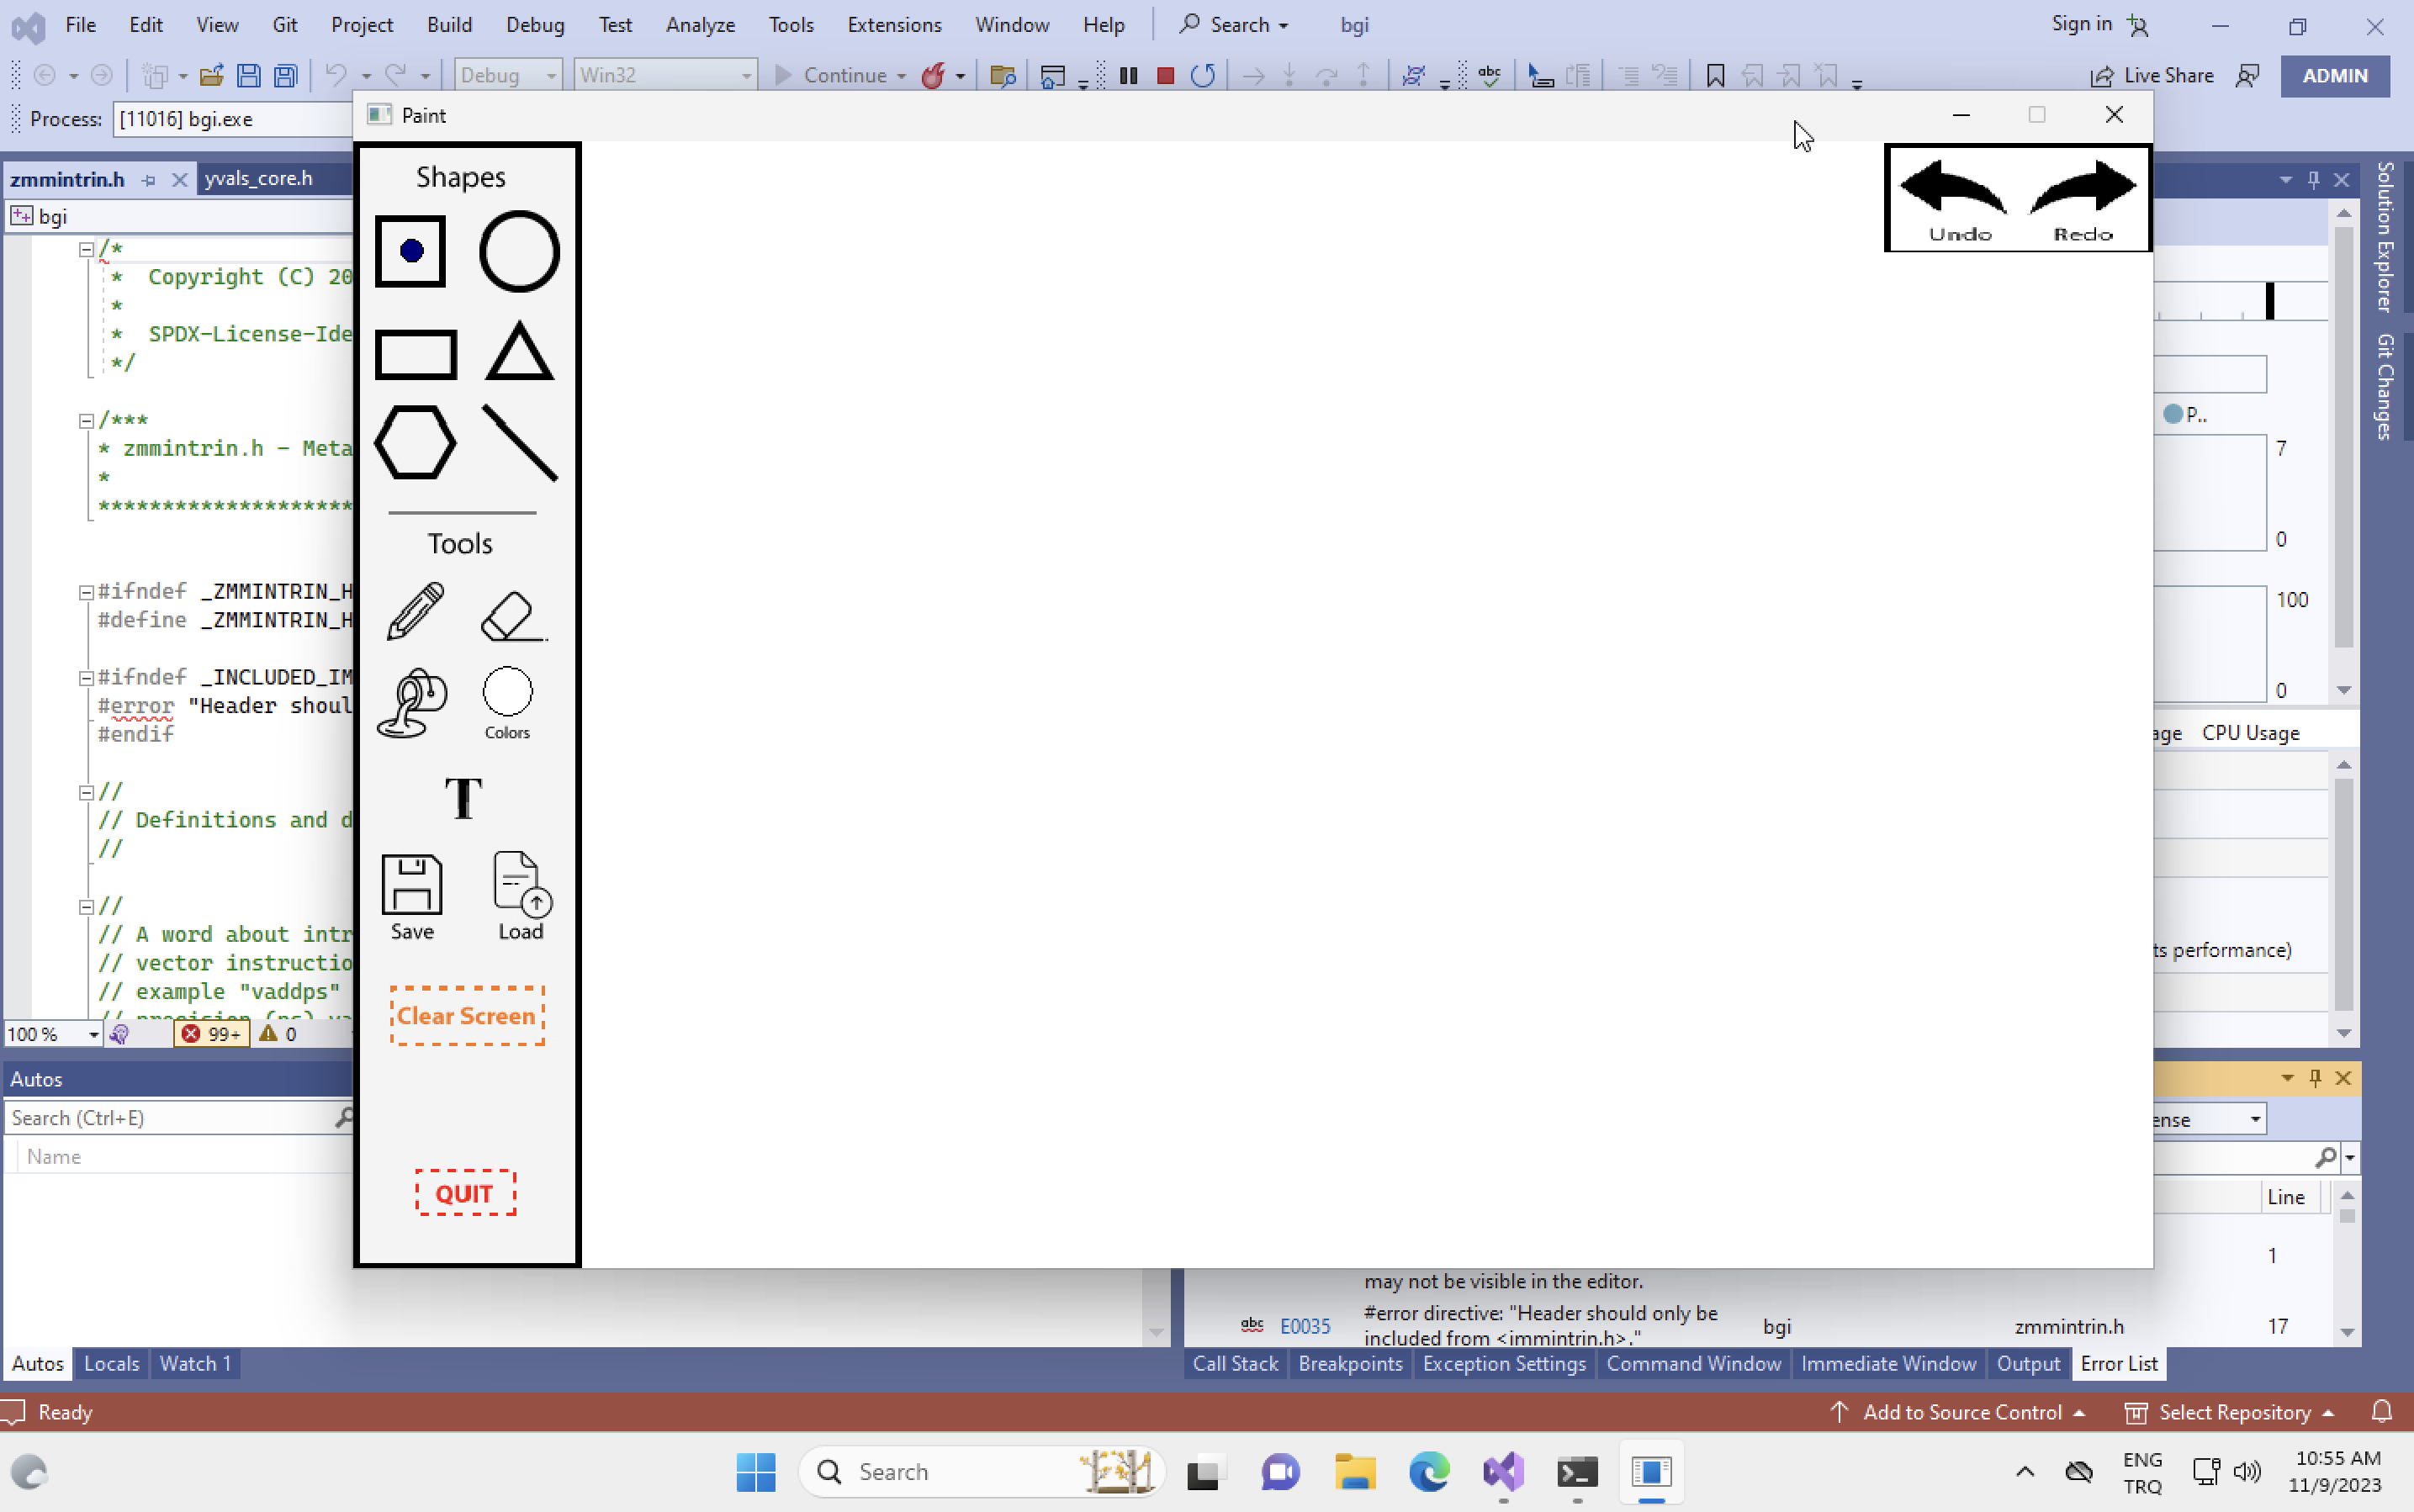 File Edit View Git Project Build Debug Test Analyze Tools Extensions Window Help Search bgi Sign in
Debug Win32 Continue Live Share ADMIN
Process: [11016] bgi.exe
Paint
zmmintrin.h yvals_core.h
bgi
/*
* Copyright (C) 20
*
* SPDX-License-Ide
*/
/***
* zmmintrin.h - Meta
*
*********************
#ifndef _ZMMINTRIN_H
#define _ZMMINTRIN_H
#ifndef _INCLUDED_IM
#error "Header shoul
#endif
//
// Definitions and d
//
//
// A word about intr
// vector instructio
// example "vaddps"
100 % 99+ 0
Shapes
Tools
Colors
T
Save Load
Clear Screen
QUIT
Undo Redo
P..
7
0
100
0
age CPU Usage
ts performance)
Solution Explorer
Git Changes
Autos
Search (Ctrl+E)
Name
Autos Locals Watch 1
ense
Line
1
may not be visible in the editor.
abc E0035 #error directive: "Header should only be
included from <immintrin.h>." bgi zmmintrin.h 17
Call Stack Breakpoints Exception Settings Command Window Immediate Window Output Error List
Ready Add to Source Control Select Repository
Search
ENG
TRQ
10:55 AM
11/9/2023